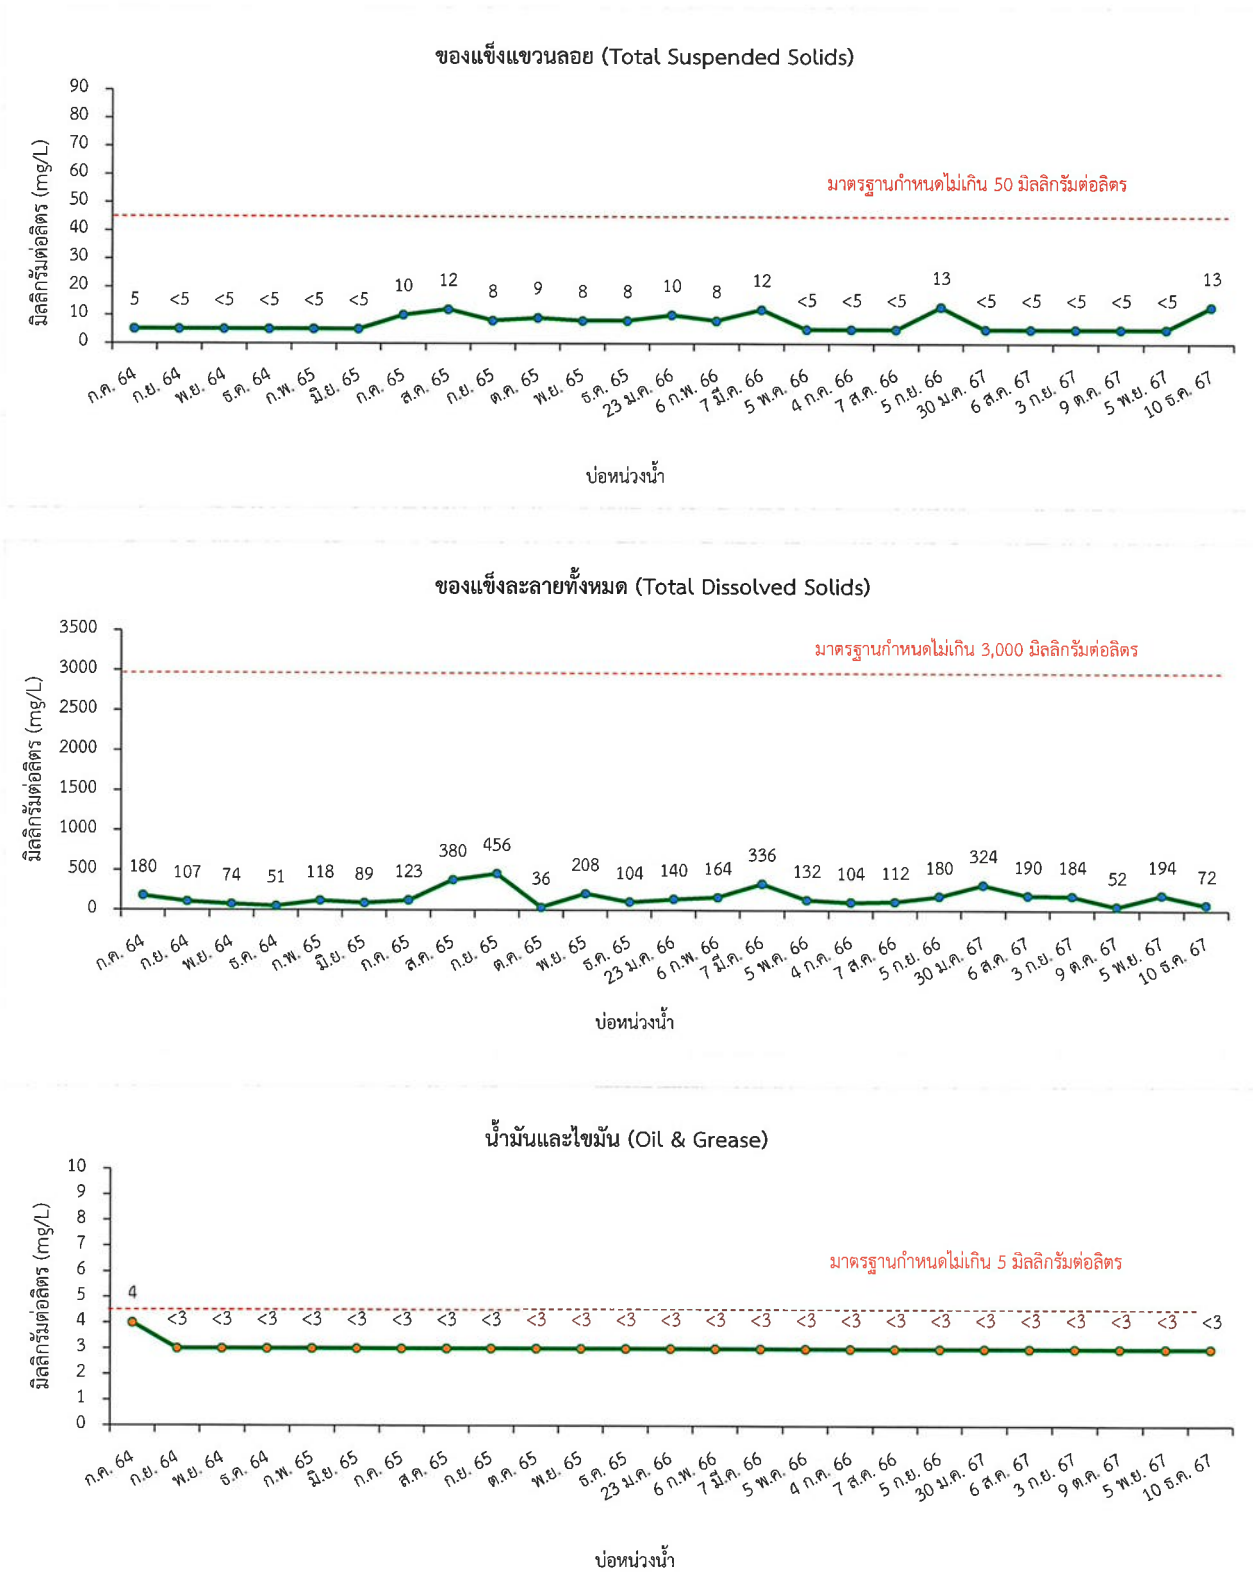 ของแข็งแขวนลอย (Total Suspended Solids)
90
80
70
60
50
40
30
20
10
0
มิลลิกรัมต่อลิตร (mg/L)
มาตรฐานกำหนดไม่เกิน 50 มิลลิกรัมต่อลิตร
5 <5 <5 <5 <5 <5 10 12 8 9 8 8 10 8 12 <5 <5 <5 13 <5 <5 <5 <5 <5 13
ก.ค. 64 ก.ย. 64 พ.ย. 64 ธ.ค. 64 ก.พ. 65 มิ.ย. 65 ก.ค. 65 ส.ค. 65 ก.ย. 65 ต.ค. 65 พ.ย. 65 ธ.ค. 65 23 ม.ค. 66 6 ก.พ. 66 7 มี.ค. 66 5 พ.ค. 66 4 ก.ค. 66 7 ส.ค. 66 5 ก.ย. 66 30 ม.ค. 67 6 ส.ค. 67 3 ก.ย. 67 9 ต.ค. 67 5 พ.ย. 67 10 ธ.ค. 67
บ่อหน่วงน้ำ
ของแข็งละลายทั้งหมด (Total Dissolved Solids)
3500
3000
2500
2000
1500
1000
500
0
มิลลิกรัมต่อลิตร (mg/L)
มาตรฐานกำหนดไม่เกิน 3,000 มิลลิกรัมต่อลิตร
180 107 74 51 118 89 123 380 456 36 208 104 140 164 336 132 104 112 180 324 190 184 52 194 72
ก.ค. 64 ก.ย. 64 พ.ย. 64 ธ.ค. 64 ก.พ. 65 มิ.ย. 65 ก.ค. 65 ส.ค. 65 ก.ย. 65 ต.ค. 65 พ.ย. 65 ธ.ค. 65 23 ม.ค. 66 6 ก.พ. 66 7 มี.ค. 66 5 พ.ค. 66 4 ก.ค. 66 7 ส.ค. 66 5 ก.ย. 66 30 ม.ค. 67 6 ส.ค. 67 3 ก.ย. 67 9 ต.ค. 67 5 พ.ย. 67 10 ธ.ค. 67
บ่อหน่วงน้ำ
น้ำมันและไขมัน (Oil & Grease)
10
9
8
7
6
5
4
3
2
1
0
มิลลิกรัมต่อลิตร (mg/L)
มาตรฐานกำหนดไม่เกิน 5 มิลลิกรัมต่อลิตร
4 <3 <3 <3 <3 <3 <3 <3 <3 <3 <3 <3 <3 <3 <3 <3 <3 <3 <3 <3 <3 <3 <3 <3 <3
ก.ค. 64 ก.ย. 64 พ.ย. 64 ธ.ค. 64 ก.พ. 65 มิ.ย. 65 ก.ค. 65 ส.ค. 65 ก.ย. 65 ต.ค. 65 พ.ย. 65 ธ.ค. 65 23 ม.ค. 66 6 ก.พ. 66 7 มี.ค. 66 5 พ.ค. 66 4 ก.ค. 66 7 ส.ค. 66 5 ก.ย. 66 30 ม.ค. 67 6 ส.ค. 67 3 ก.ย. 67 9 ต.ค. 67 5 พ.ย. 67 10 ธ.ค. 67
บ่อหน่วงน้ำ